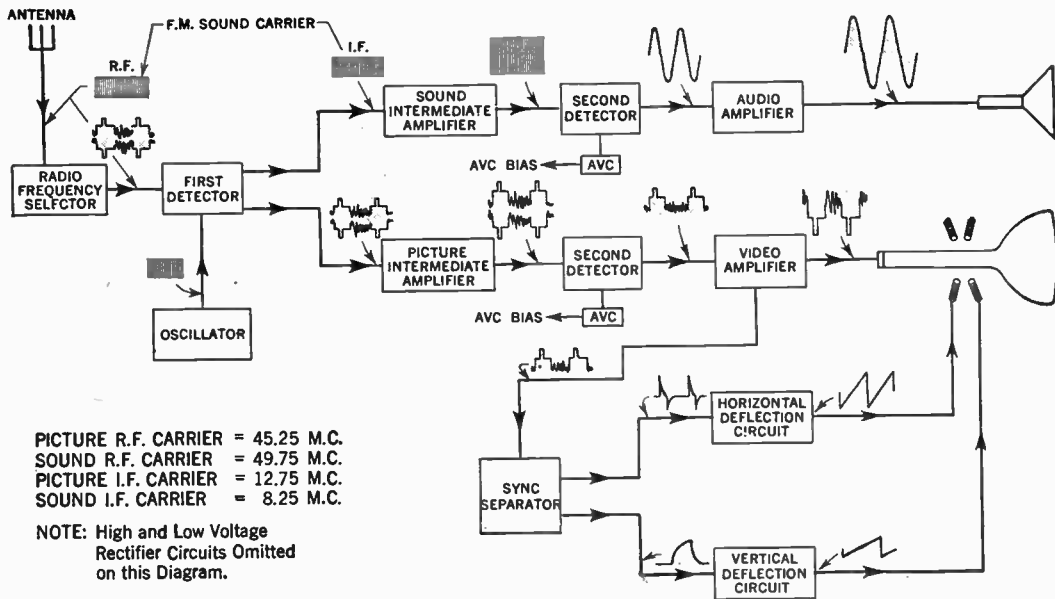 ANTENNA
F.M. SOUND CARRIER
R.F.
I.F.
SOUND
INTERMEDIATE
AMPLIFIER
SECOND
DETECTOR
AUDIO
AMPLIFIER
AVC BIAS
AVC
RADIO
FREQUENCY
SELECTOR
FIRST
DETECTOR
PICTURE
INTERMEDIATE
AMPLIFIER
SECOND
DETECTOR
VIDEO
AMPLIFIER
AVC BIAS
AVC
OSCILLATOR
HORIZONTAL
DEFLECTION
CIRCUIT
SYNC
SEPARATOR
VERTICAL
DEFLECTION
CIRCUIT
PICTURE R.F. CARRIER = 45.25 M.C.
SOUND R.F. CARRIER = 49.75 M.C.
PICTURE I.F. CARRIER = 12.75 M.C.
SOUND I.F. CARRIER = 8.25 M.C.
NOTE: High and Low Voltage
Rectifier Circuits Omitted
on this Diagram.